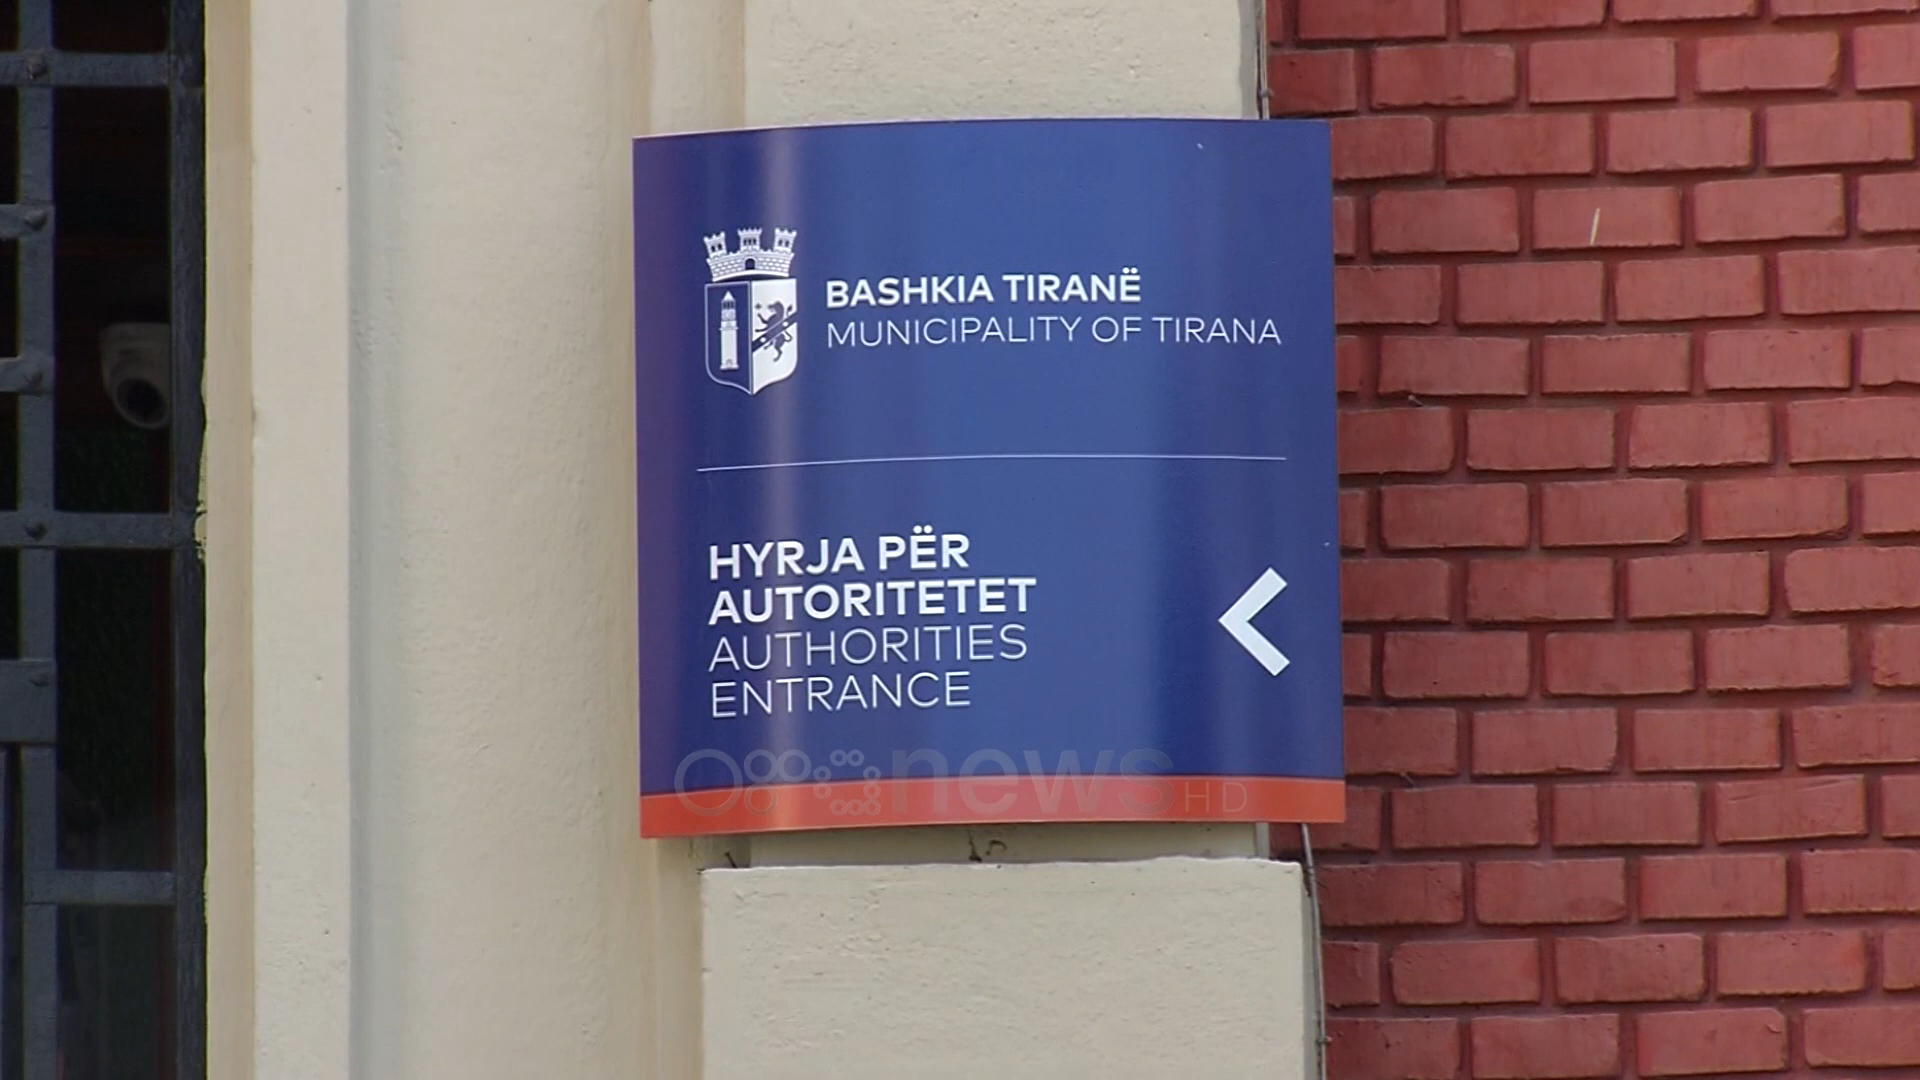 BASHKIA TIRANË
MUNICIPALITY OF TIRANA
HYRJA PËR
AUTORITETET
AUTHORITIES
ENTRANCE
news HD